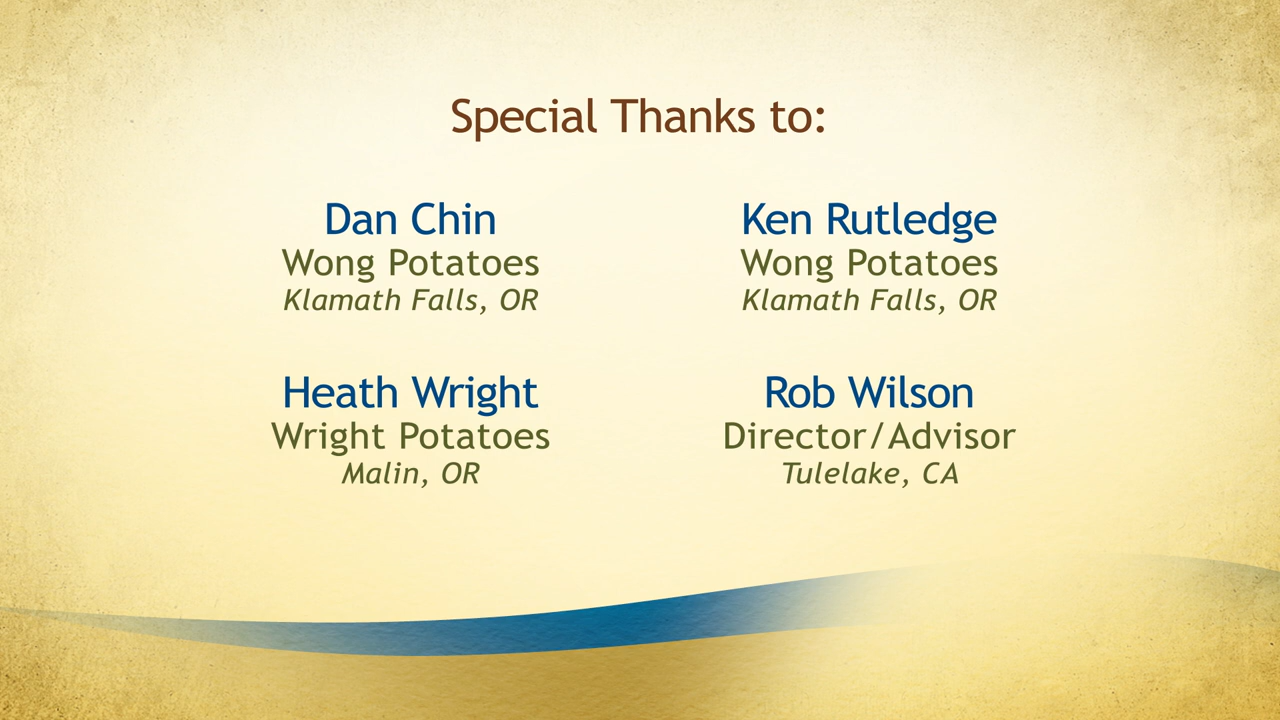 Special Thanks to:
Dan Chin
Wong Potatoes
Klamath Falls, OR
Ken Rutledge
Wong Potatoes
Klamath Falls, OR
Heath Wright
Wright Potatoes
Malin, OR
Rob Wilson
Director/Advisor
Tulelake, CA